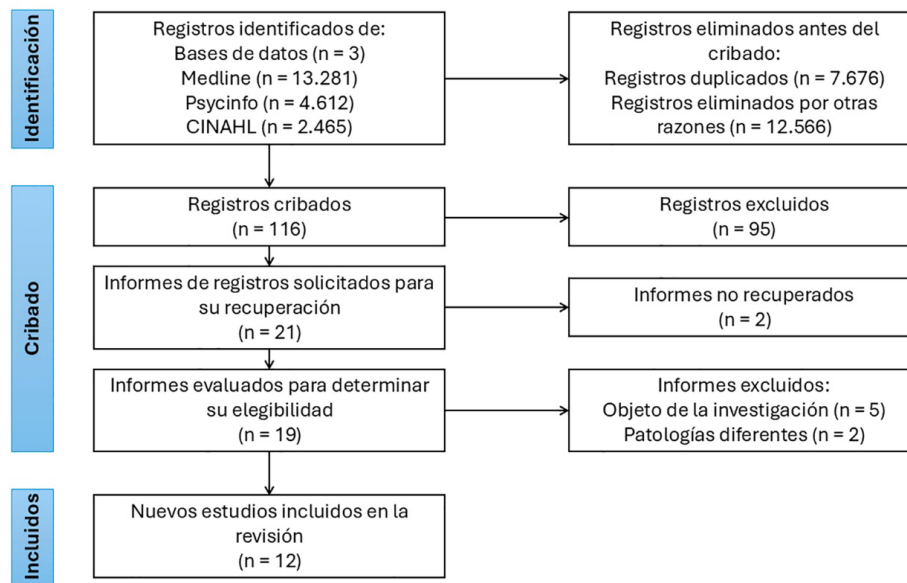 Identificación
Registros identificados de:
Bases de datos (n = 3)
Medline (n = 13.281)
Psycinfo (n = 4.612)
CINAHL (n = 2.465)
Registros eliminados antes del
cribado:
Registros duplicados (n = 7.676)
Registros eliminados por otras
razones (n = 12.566)
Cribado
Registros cribados
(n = 116)
Registros excluidos
(n = 95)
Informes de registros solicitados para
su recuperación
(n = 21)
Informes no recuperados
(n = 2)
Informes evaluados para determinar
su elegibilidad
(n = 19)
Informes excluidos:
Objeto de la investigación (n = 5)
Patologías diferentes (n = 2)
Incluidos
Nuevos estudios incluidos en la
revisión
(n = 12)